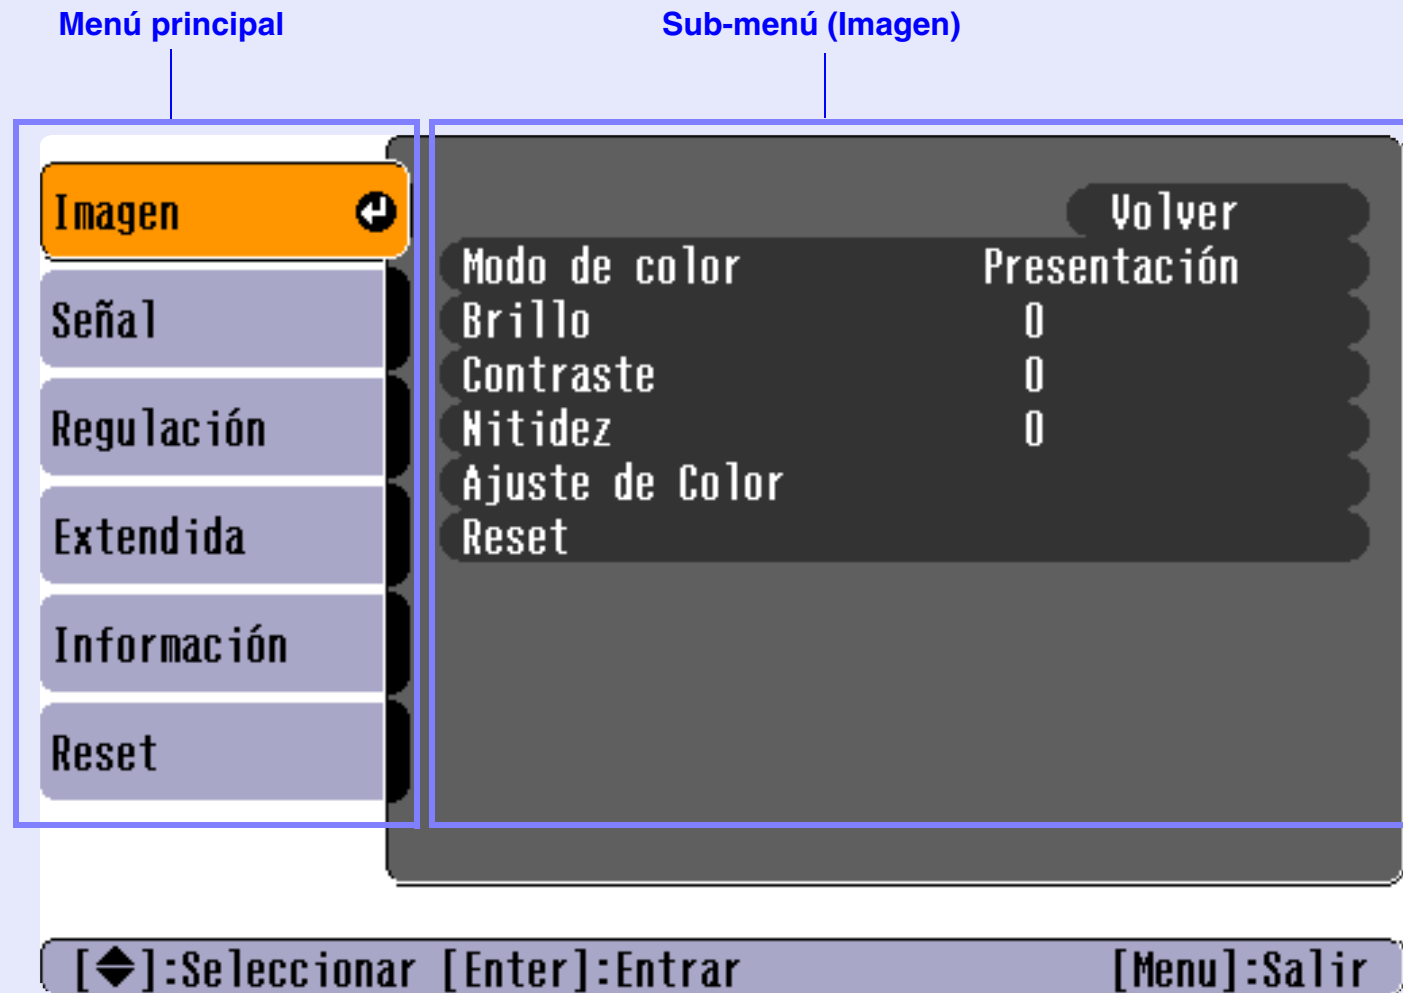 Menú principal
Sub-menú (Imagen)
Imagen
Señal
Regulación
Extendida
Información
Reset
Volver
Modo de color Presentación
Brillo 0
Contraste 0
Nitidez 0
Ajuste de Color
Reset
[◆]:Seleccionar [Enter]:Entrar [Menu]:Salir